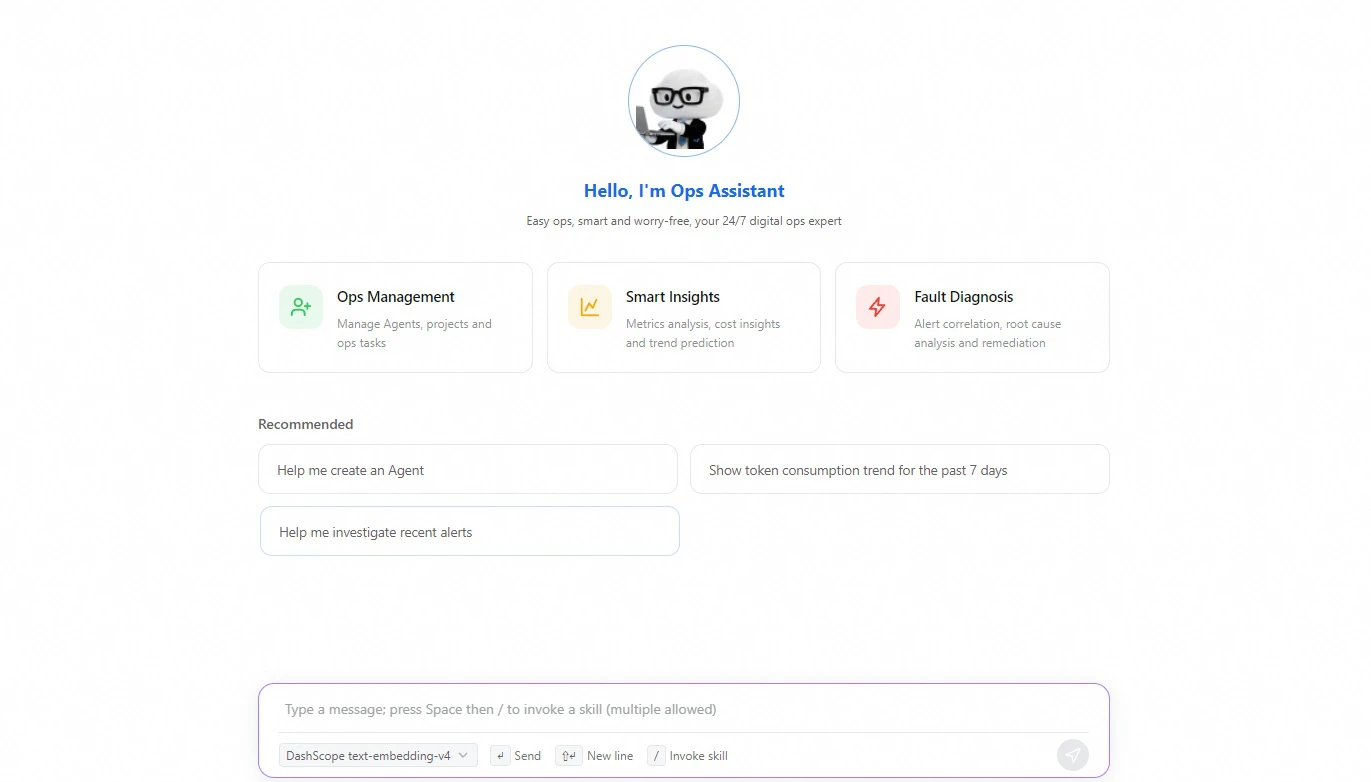 Hello, I'm Ops Assistant
Easy ops, smart and worry-free, your 24/7 digital ops expert
Ops Management
Manage Agents, projects and
ops tasks
Smart Insights
Metrics analysis, cost insights
and trend prediction
Fault Diagnosis
Alert correlation, root cause
analysis and remediation
Recommended
Help me create an Agent
Show token consumption trend for the past 7 days
Help me investigate recent alerts
Type a message; press Space then / to invoke a skill (multiple allowed)
DashScope text-embedding-v4 ↵ Send ⇧↵ New line / Invoke skill